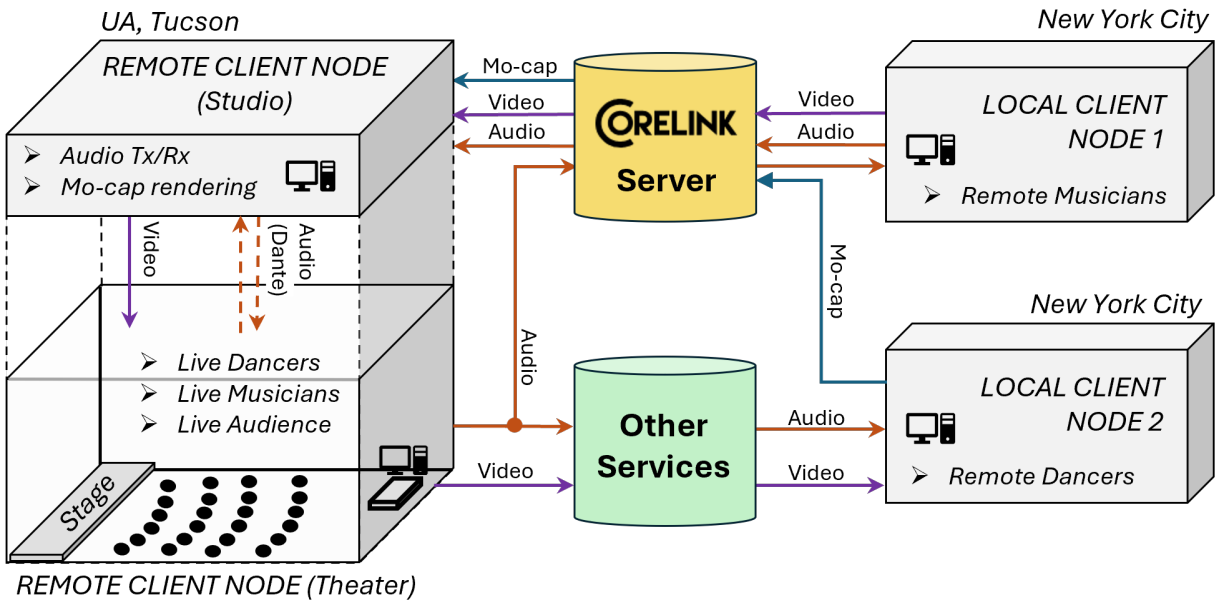 UA, Tucson
REMOTE CLIENT NODE
(Studio)
➢ Audio Tx/Rx
➢ Mo-cap rendering
Video
Audio
(Dante)
➢ Live Dancers
➢ Live Musicians
➢ Live Audience
Stage
REMOTE CLIENT NODE (Theater)
Mo-cap
Video
Audio
CORELINK
Server
Video
Audio
New York City
LOCAL CLIENT
NODE 1
➢ Remote Musicians
Audio
Mo-cap
Video
Other
Services
Audio
Video
New York City
LOCAL CLIENT
NODE 2
➢ Remote Dancers